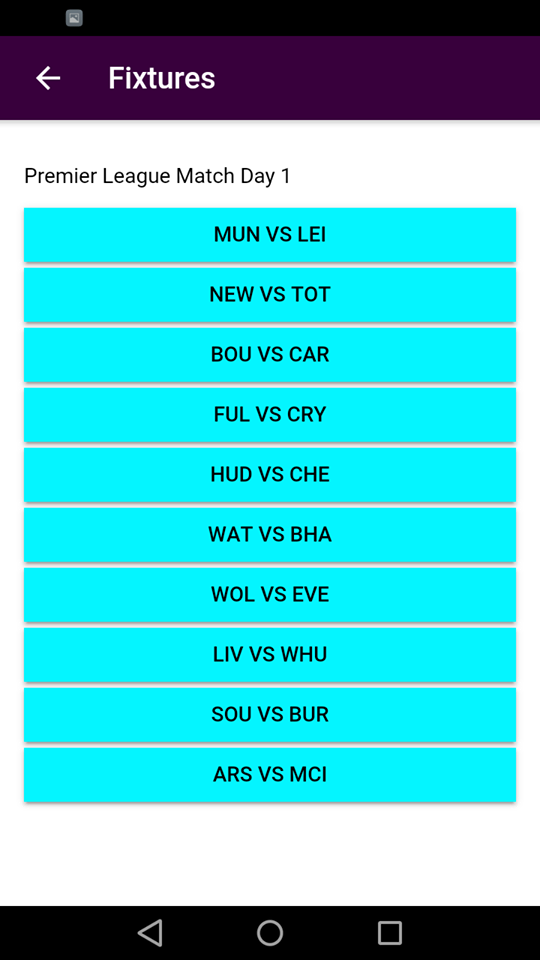 Fixtures
Premier League Match Day 1
MUN VS LEI
NEW VS TOT
BOU VS CAR
FUL VS CRY
HUD VS CHE
WAT VS BHA
WOL VS EVE
LIV VS WHU
SOU VS BUR
ARS VS MCI